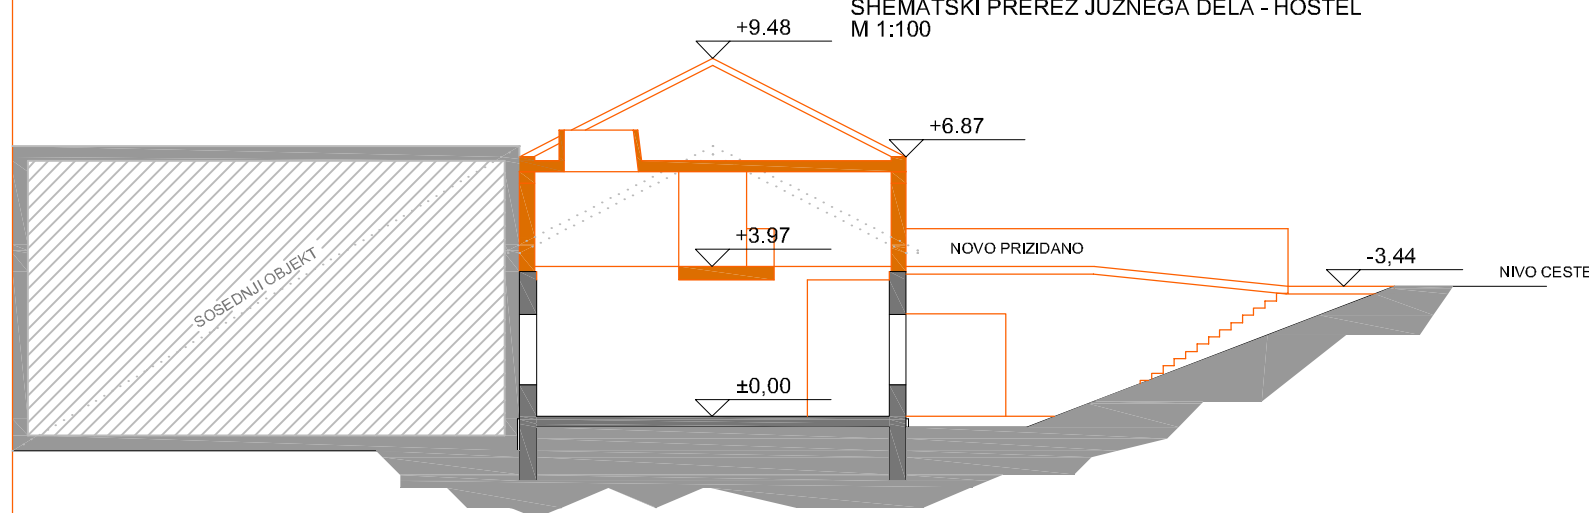 SHEMATSKI PREREZ JUŽNEGA DELA - HOSTEL
M 1:100
+9.48
+6.87
+3.97
NOVO PRIZIDANO
-3,44
NIVO CESTE
SOSEDNJI OBJEKT
±0,00